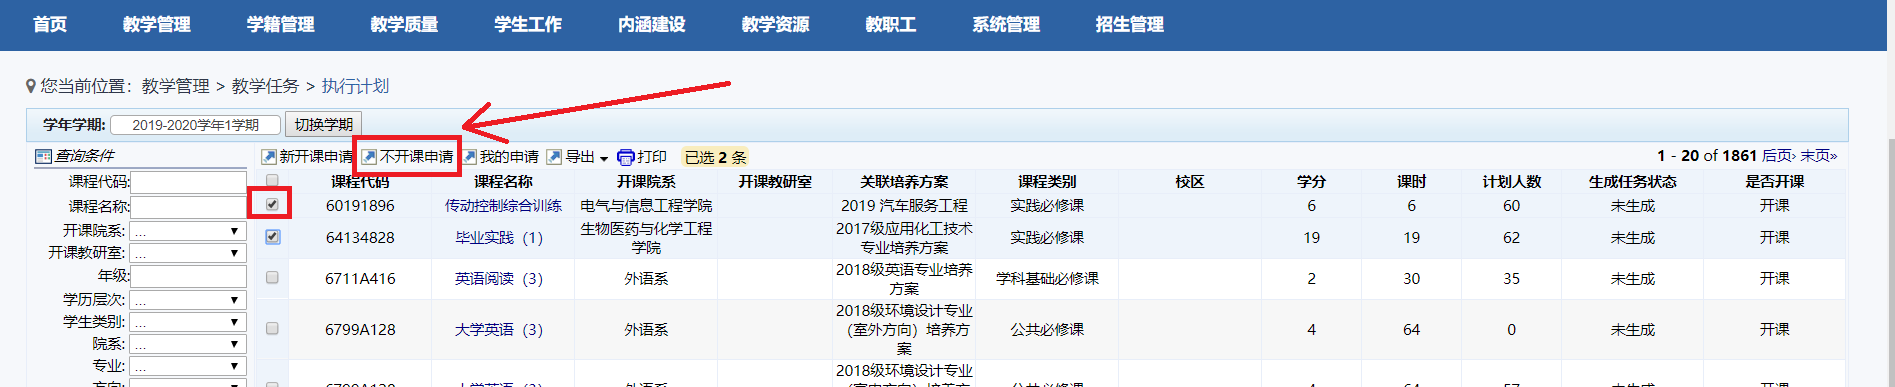 首页 教学管理 学籍管理 教学质量 学生工作 内涵建设 教学资源 教职工 系统管理 招生管理
您当前位置：教学管理 > 教学任务 > 执行计划
学年学期: 2019-2020学年1学期 切换学期
查询条件
课程代码:
课程名称:
开课院系: ...
开课教研室: ...
年级:
学历层次: ...
学生类别: ...
院系: ...
专业: ...
新开课申请 不开课申请 我的申请 导出 打印 已选 2 条 1 - 20 of 1861 后页› 末页»
课程代码 课程名称 开课院系 开课教研室 关联培养方案 课程类别 校区 学分 课时 计划人数 生成任务状态 是否开课
60191896 传动控制综合训练 电气与信息工程学院 2019 汽车服务工程 实践必修课 6 6 60 未生成 开课
64134828 毕业实践（1） 生物医药与化学工程学院 2017级应用化工技术专业培养方案 实践必修课 19 19 62 未生成 开课
6711A416 英语阅读（3） 外语系 2018级英语专业培养方案 学科基础必修课 2 30 35 未生成 开课
6799A128 大学英语（3） 外语系 2018级环境设计专业（室外方向）培养方案 公共必修课 4 64 0 未生成 开课
2018级环境设计专业